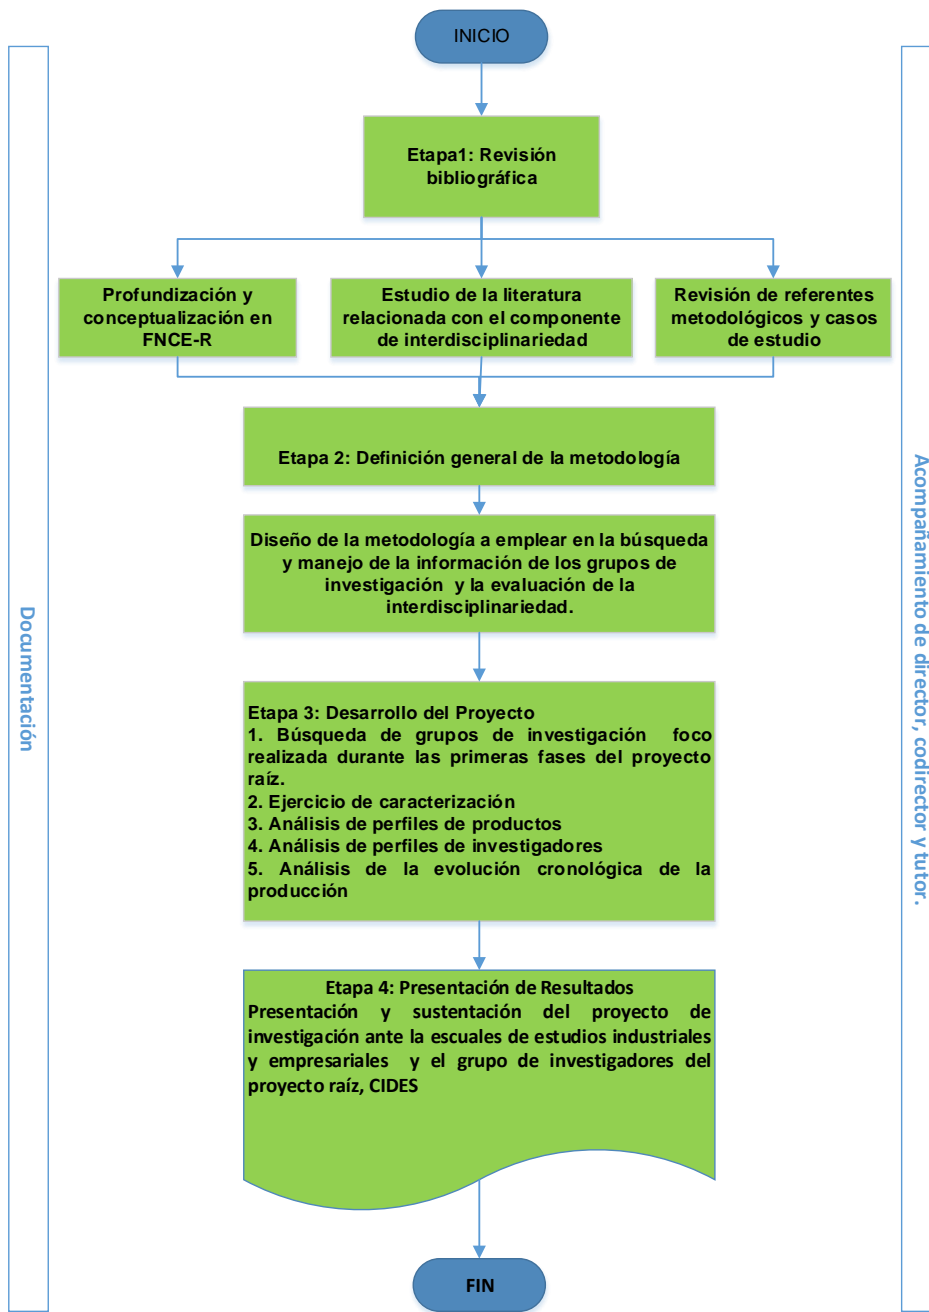 INICIO
Etapa1: Revisión
bibliográfica
Profundización y
conceptualización en
FNCE-R
Estudio de la literatura
relacionada con el componente
de interdisciplinariedad
Revisión de referentes
metodológicos y casos
de estudio
Etapa 2: Definición general de la metodología
Diseño de la metodología a emplear en la búsqueda
y manejo de la información de los grupos de
investigación y la evaluación de la
interdisciplinariedad.
Etapa 3: Desarrollo del Proyecto
1. Búsqueda de grupos de investigación foco
realizada durante las primeras fases del proyecto
raíz.
2. Ejercicio de caracterización
3. Análisis de perfiles de productos
4. Análisis de perfiles de investigadores
5. Análisis de la evolución cronológica de la
producción
Etapa 4: Presentación de Resultados
Presentación y sustentación del proyecto de
investigación ante la escuales de estudios industriales
y empresariales y el grupo de investigadores del
proyecto raíz, CIDES
FIN
Documentación
Acompañamiento de director, codirector y tutor.